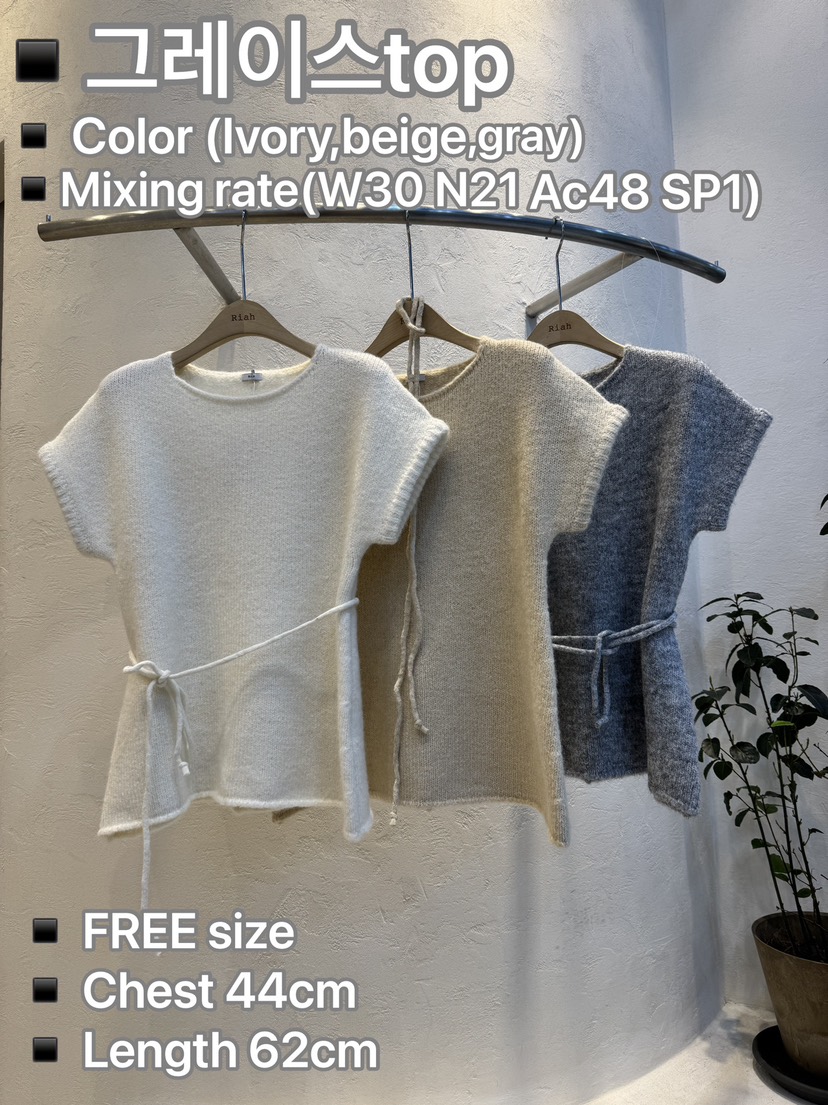 ◼ 그레이스top
◼ Color (Ivory,beige,gray)
◼ Mixing rate(W30 N21 Ac48 SP1)
Riah
Riah
◼ FREE size
◼ Chest 44cm
◼ Length 62cm